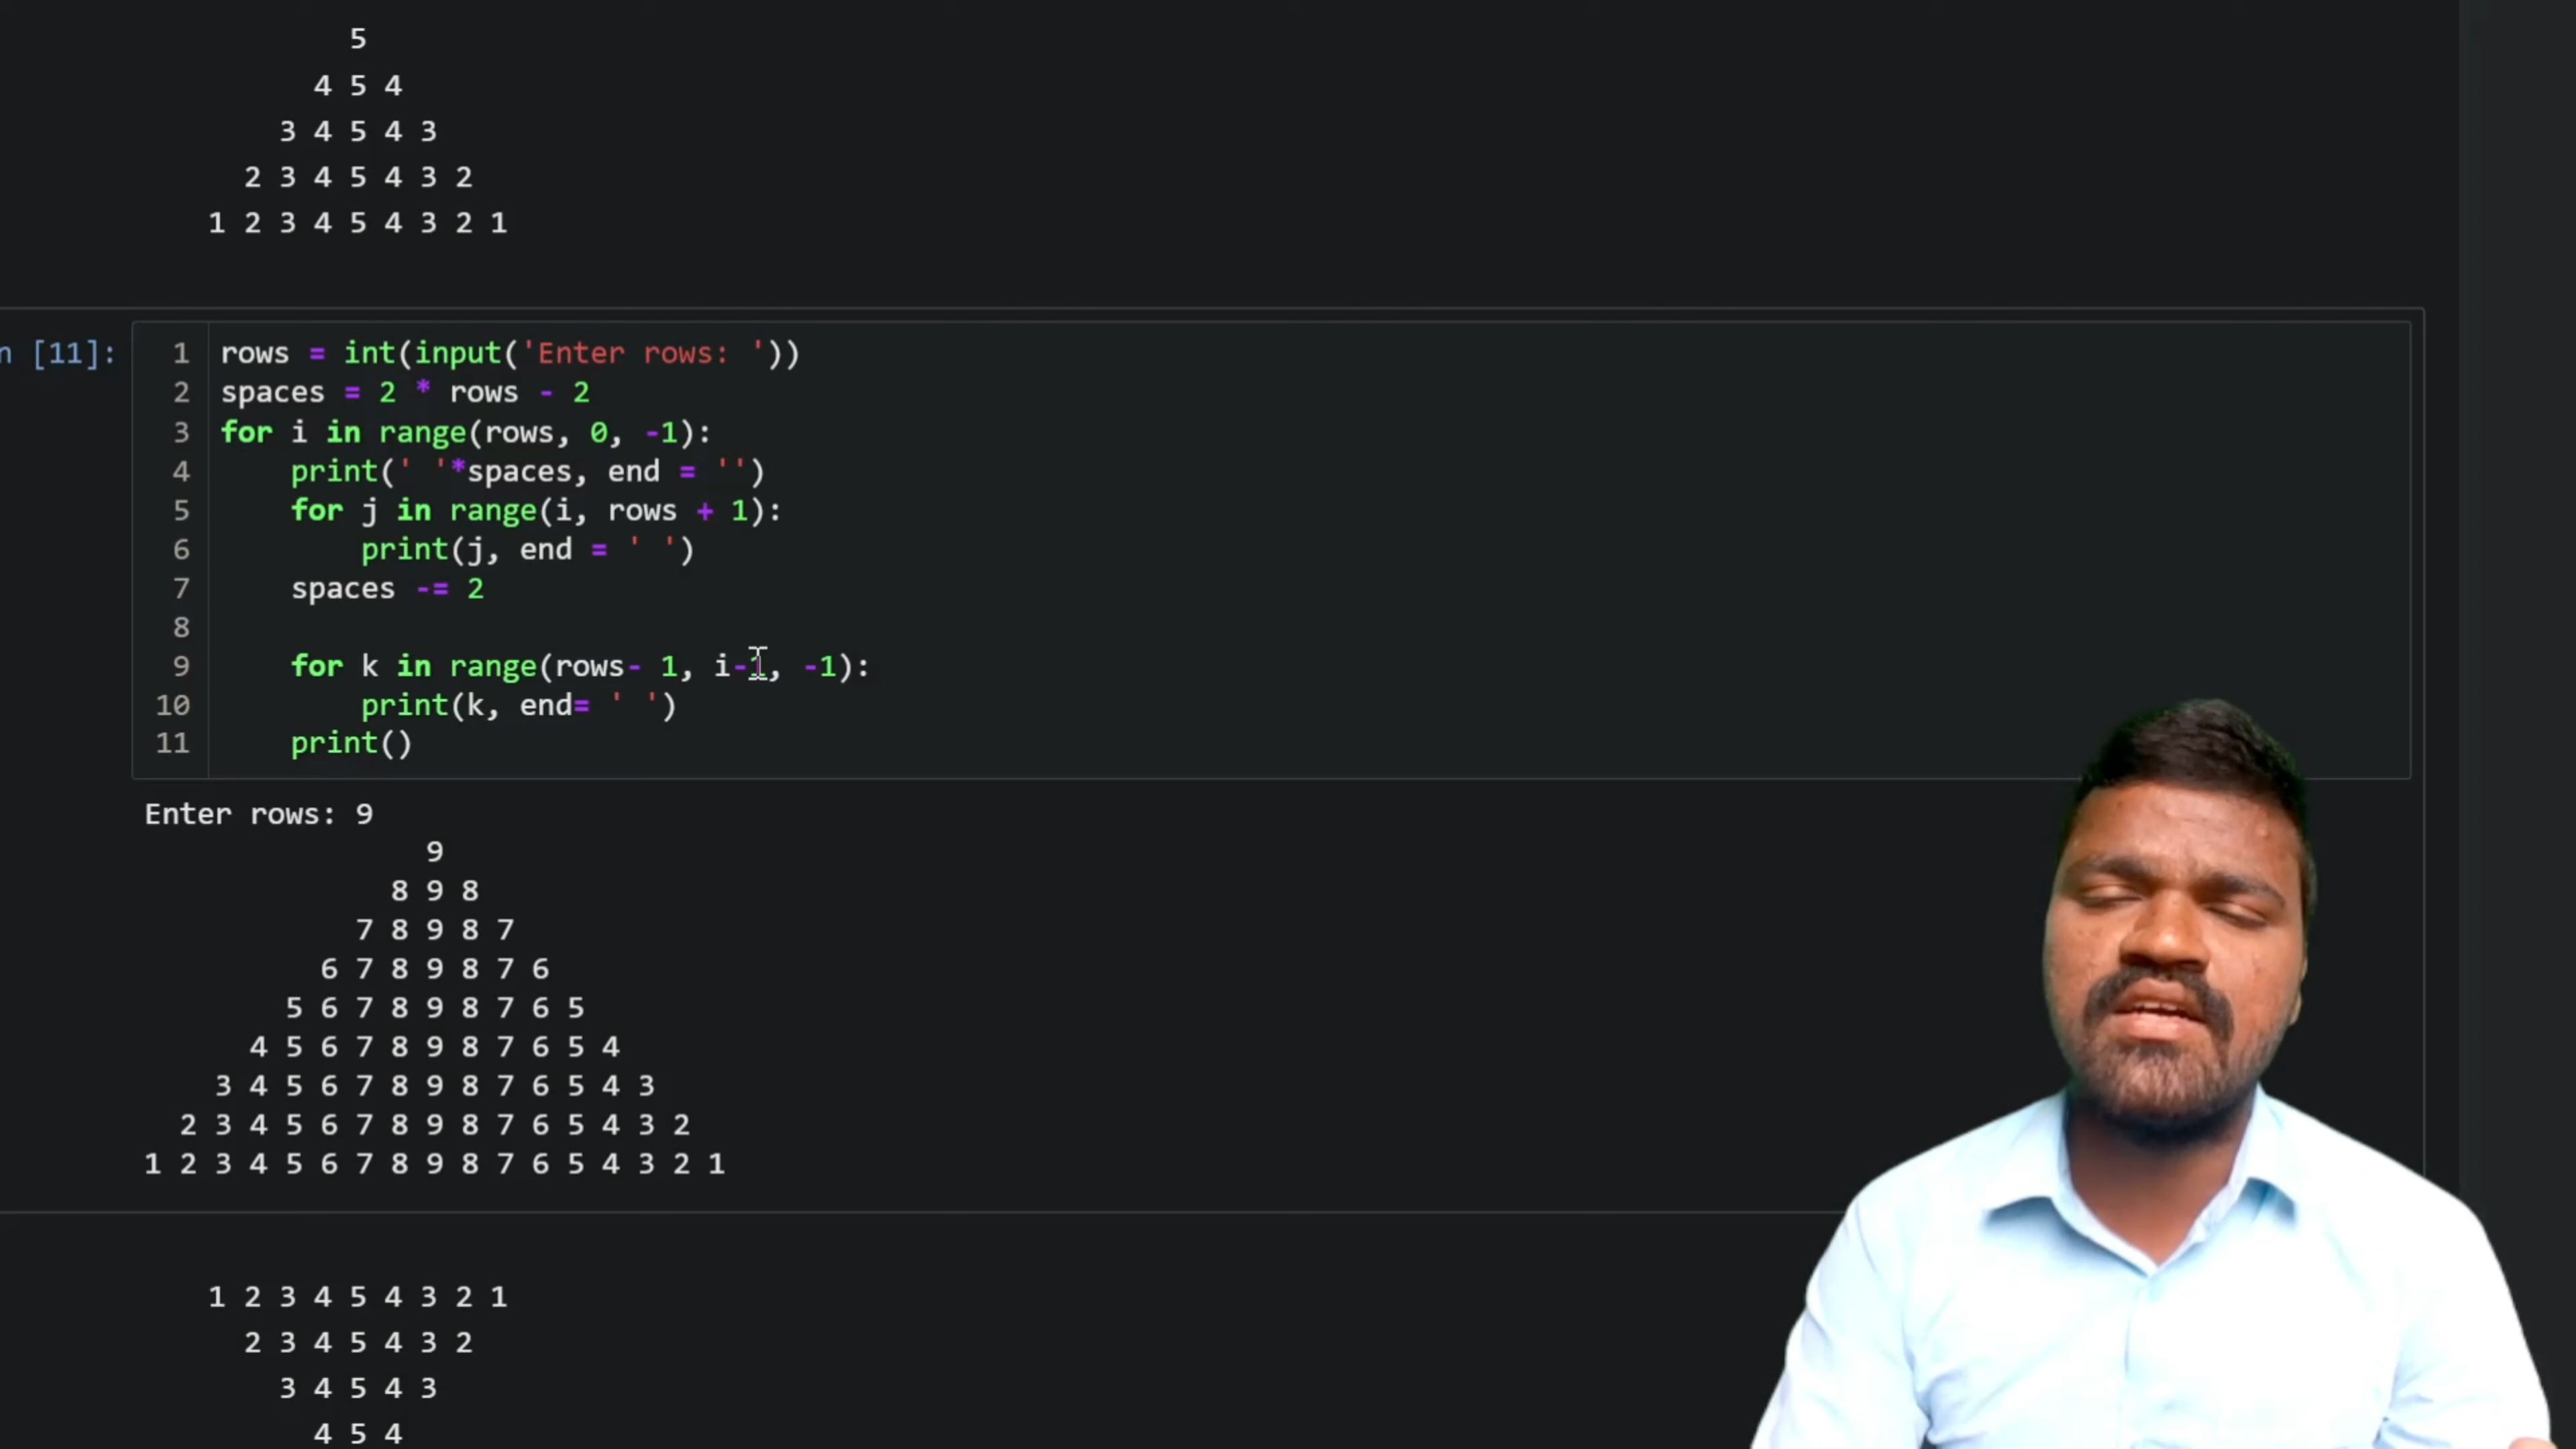 5
4 5 4
3 4 5 4 3
2 3 4 5 4 3 2
1 2 3 4 5 4 3 2 1
n [11]:
1 rows = int(input('Enter rows: '))
2 spaces = 2 * rows - 2
3 for i in range(rows, 0, -1):
4     print(' '*spaces, end = '')
5     for j in range(i, rows + 1):
6         print(j, end = ' ')
7     spaces -= 2
8
9     for k in range(rows- 1, i-1, -1):
10         print(k, end= ' ')
11     print()
Enter rows: 9
9
8 9 8
7 8 9 8 7
6 7 8 9 8 7 6
5 6 7 8 9 8 7 6 5
4 5 6 7 8 9 8 7 6 5 4
3 4 5 6 7 8 9 8 7 6 5 4 3
2 3 4 5 6 7 8 9 8 7 6 5 4 3 2
1 2 3 4 5 6 7 8 9 8 7 6 5 4 3 2 1
1 2 3 4 5 4 3 2 1
2 3 4 5 4 3 2
3 4 5 4 3
4 5 4